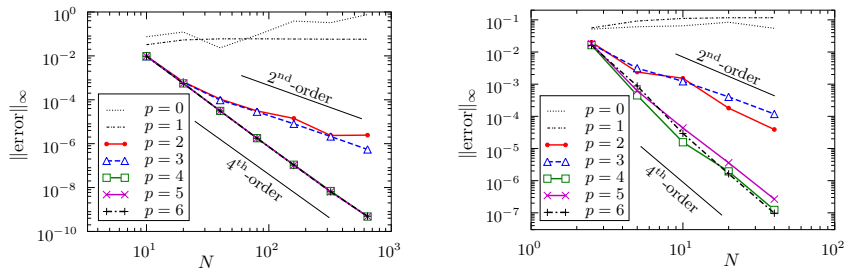 10^0
10^-2
10^-4
10^-6
10^-8
10^-10
‖error‖∞
2nd-order
4th-order
p = 0
p = 1
p = 2
p = 3
p = 4
p = 5
p = 6
10^1
10^2
10^3
N
10^-1
10^-2
10^-3
10^-4
10^-5
10^-6
10^-7
‖error‖∞
2nd-order
4th-order
p = 0
p = 1
p = 2
p = 3
p = 4
p = 5
p = 6
10^0
10^1
10^2
N